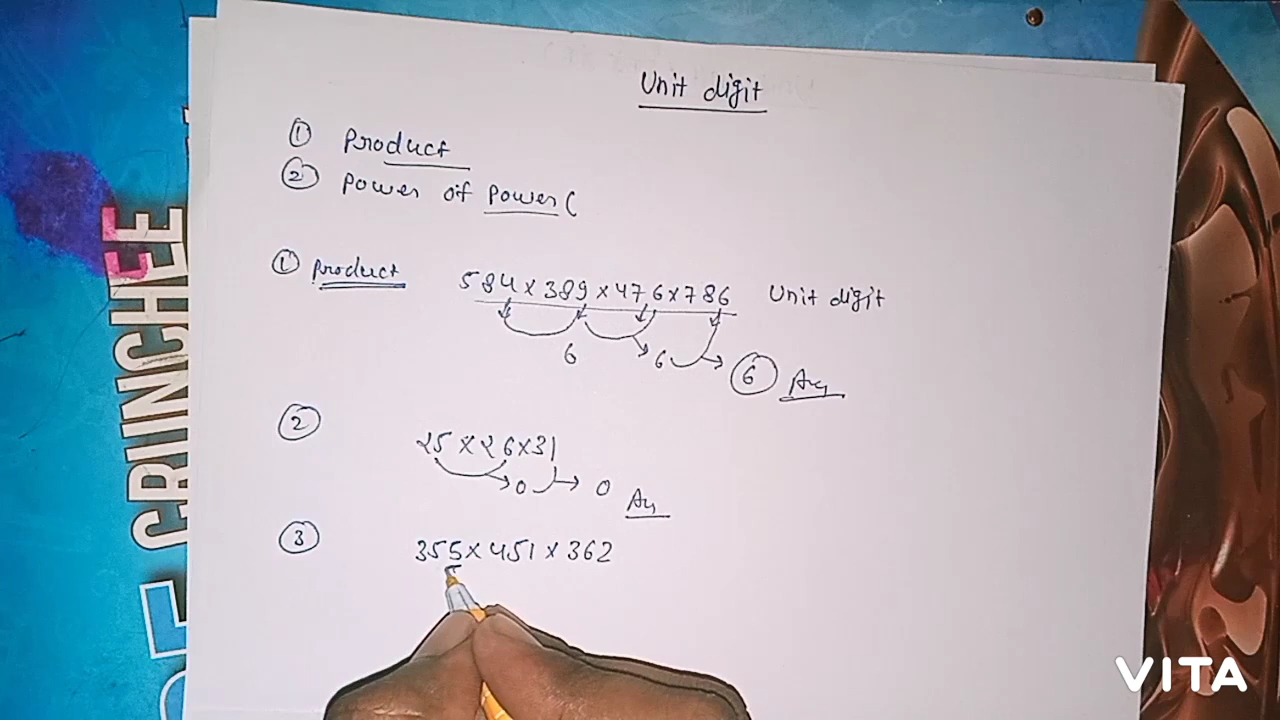 Unit digit
① Product
② Power of Power (
① Product 584 × 389 × 476 × 786 Unit digit
6 6 6 Ans
② 25 × 26 × 31
0 0 Ans
③ 355 × 451 × 362
CRUNCHEE
VITA